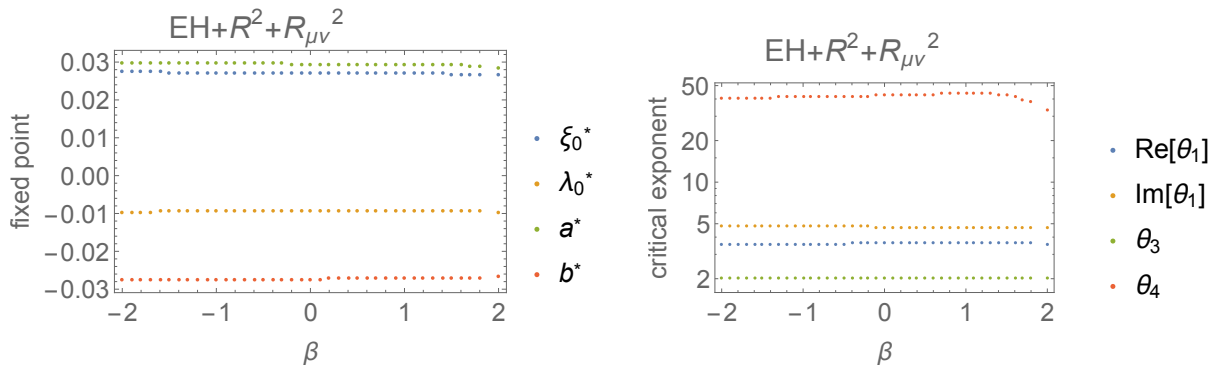 EH+R²+Rμν²
fixed point
0.03
0.02
0.01
0.00
−0.01
−0.02
−0.03
−2 −1 0 1 2
β
ξ₀*
λ₀*
a*
b*
EH+R²+Rμν²
critical exponent
50
20
10
5
2
−2 −1 0 1 2
β
Re[θ₁]
Im[θ₁]
θ₃
θ₄